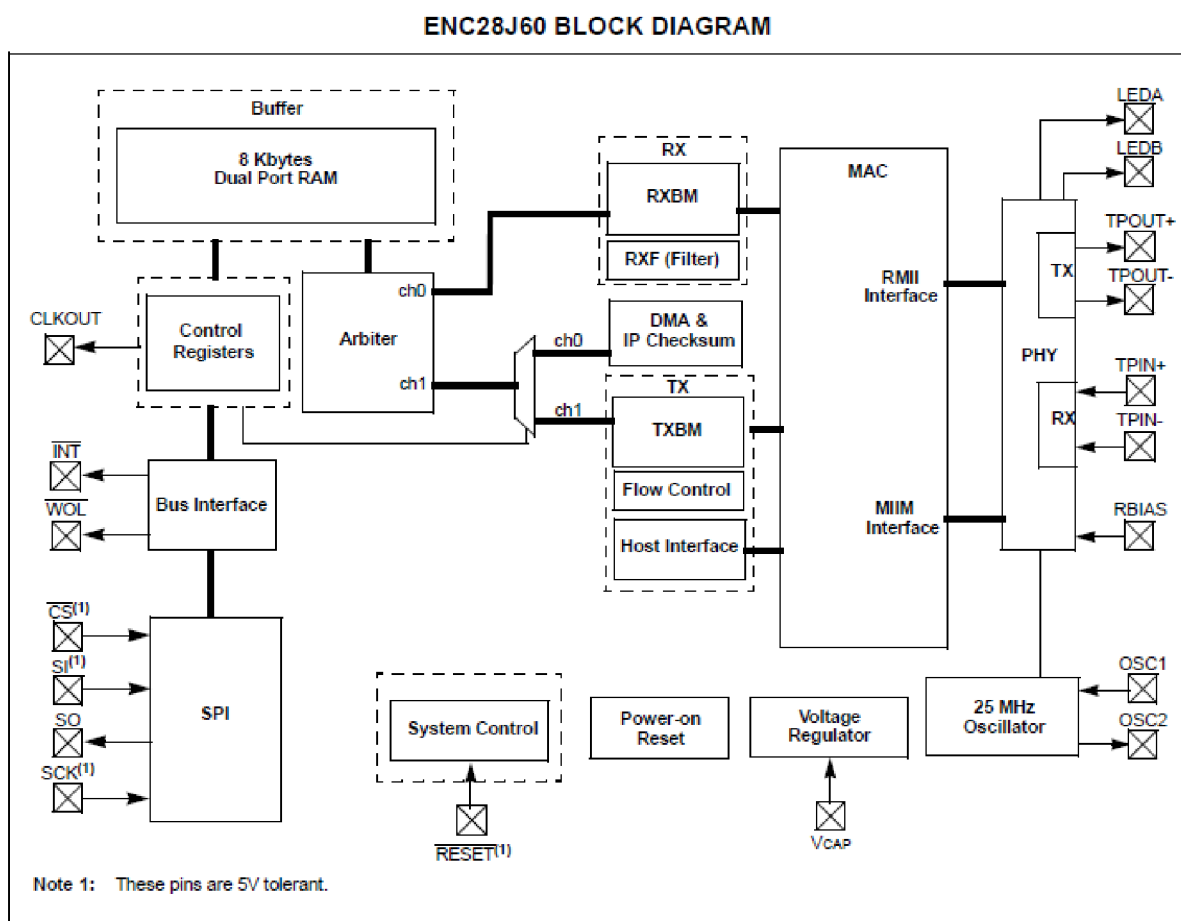 ENC28J60 BLOCK DIAGRAM
Buffer
8 Kbytes
Dual Port RAM
CLKOUT
Control
Registers
Arbiter
ch0
ch1
ch0
ch1
RX
RXBM
RXF (Filter)
DMA &
IP Checksum
TX
TXBM
Flow Control
Host Interface
MAC
RMII
Interface
MIIM
Interface
PHY
TX
RX
LEDA
LEDB
TPOUT+
TPOUT-
TPIN+
TPIN-
RBIAS
INT
WOL
Bus Interface
CS(1)
SI(1)
SO
SCK(1)
SPI
System Control
RESET(1)
Power-on
Reset
Voltage
Regulator
VCAP
25 MHz
Oscillator
OSC1
OSC2
Note 1: These pins are 5V tolerant.